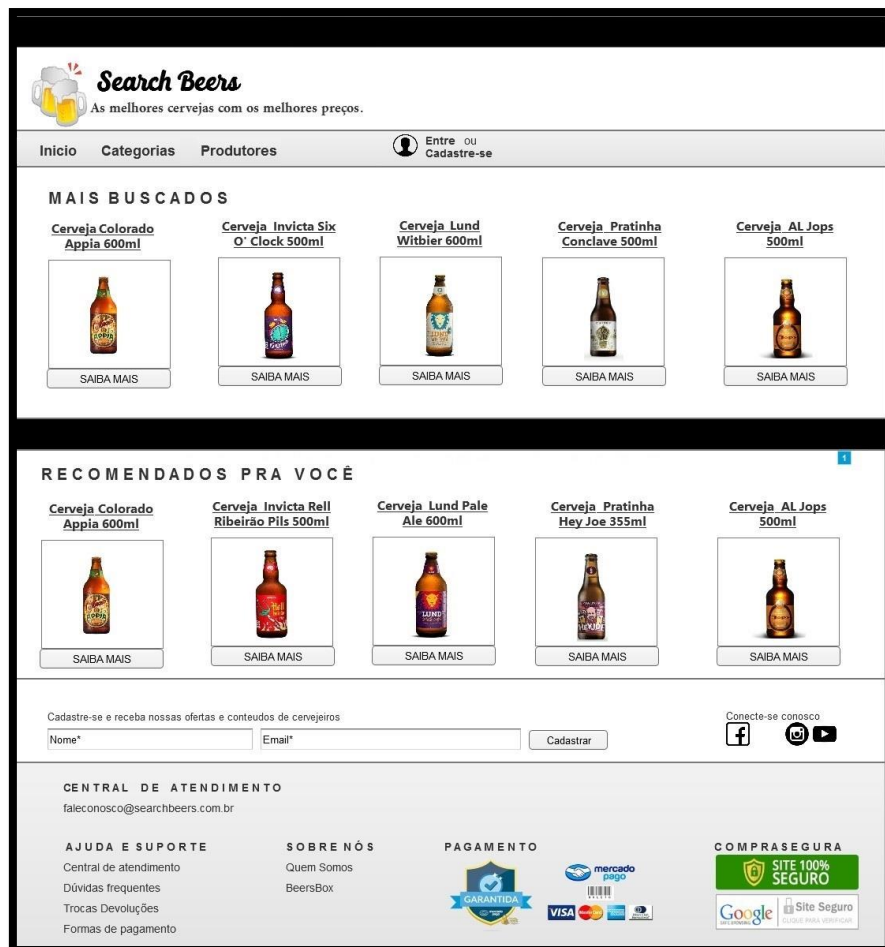 Search Beers
As melhores cervejas com os melhores preços.
Inicio Categorias Produtores
Entre ou
Cadastre-se
MAIS BUSCADOS
Cerveja Colorado
Appia 600ml
Cerveja Invicta Six
O' Clock 500ml
Cerveja Lund
Witbier 600ml
Cerveja Pratinha
Conclave 500ml
Cerveja AL Jops
500ml
SAIBA MAIS
SAIBA MAIS
SAIBA MAIS
SAIBA MAIS
SAIBA MAIS
1
RECOMENDADOS PRA VOCÊ
Cerveja Colorado
Appia 600ml
Cerveja Invicta Rell
Ribeirão Pils 500ml
Cerveja Lund Pale
Ale 600ml
Cerveja Pratinha
Hey Joe 355ml
Cerveja AL Jops
500ml
APPIA
LUND
SAIBA MAIS
SAIBA MAIS
SAIBA MAIS
SAIBA MAIS
SAIBA MAIS
Cadastre-se e receba nossas ofertas e conteudos de cervejeiros
Nome*
Email*
Cadastrar
Conecte-se conosco
CENTRAL DE ATENDIMENTO
faleconosco@searchbeers.com.br
AJUDA E SUPORTE
Central de atendimento
Dúvidas frequentes
Trocas Devoluções
Formas de pagamento
SOBRE NÓS
Quem Somos
BeersBox
PAGAMENTO
GARANTIDA
mercado
pago
BOLETO
VISA
COMPRASEGURA
SITE 100%
SEGURO
Google
Site Seguro
CLIQUE PARA VERIFICAR